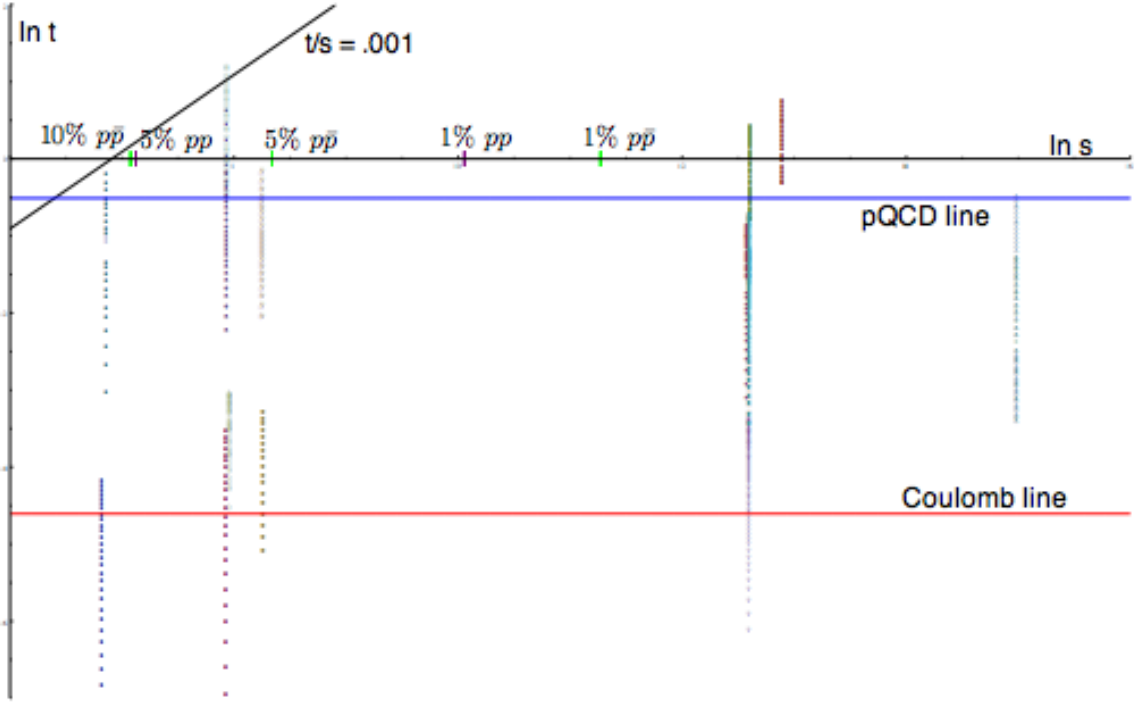 ln t
t/s = .001
10% pp̄
5% pp
5% pp̄
1% pp
1% pp̄
ln s
pQCD line
Coulomb line